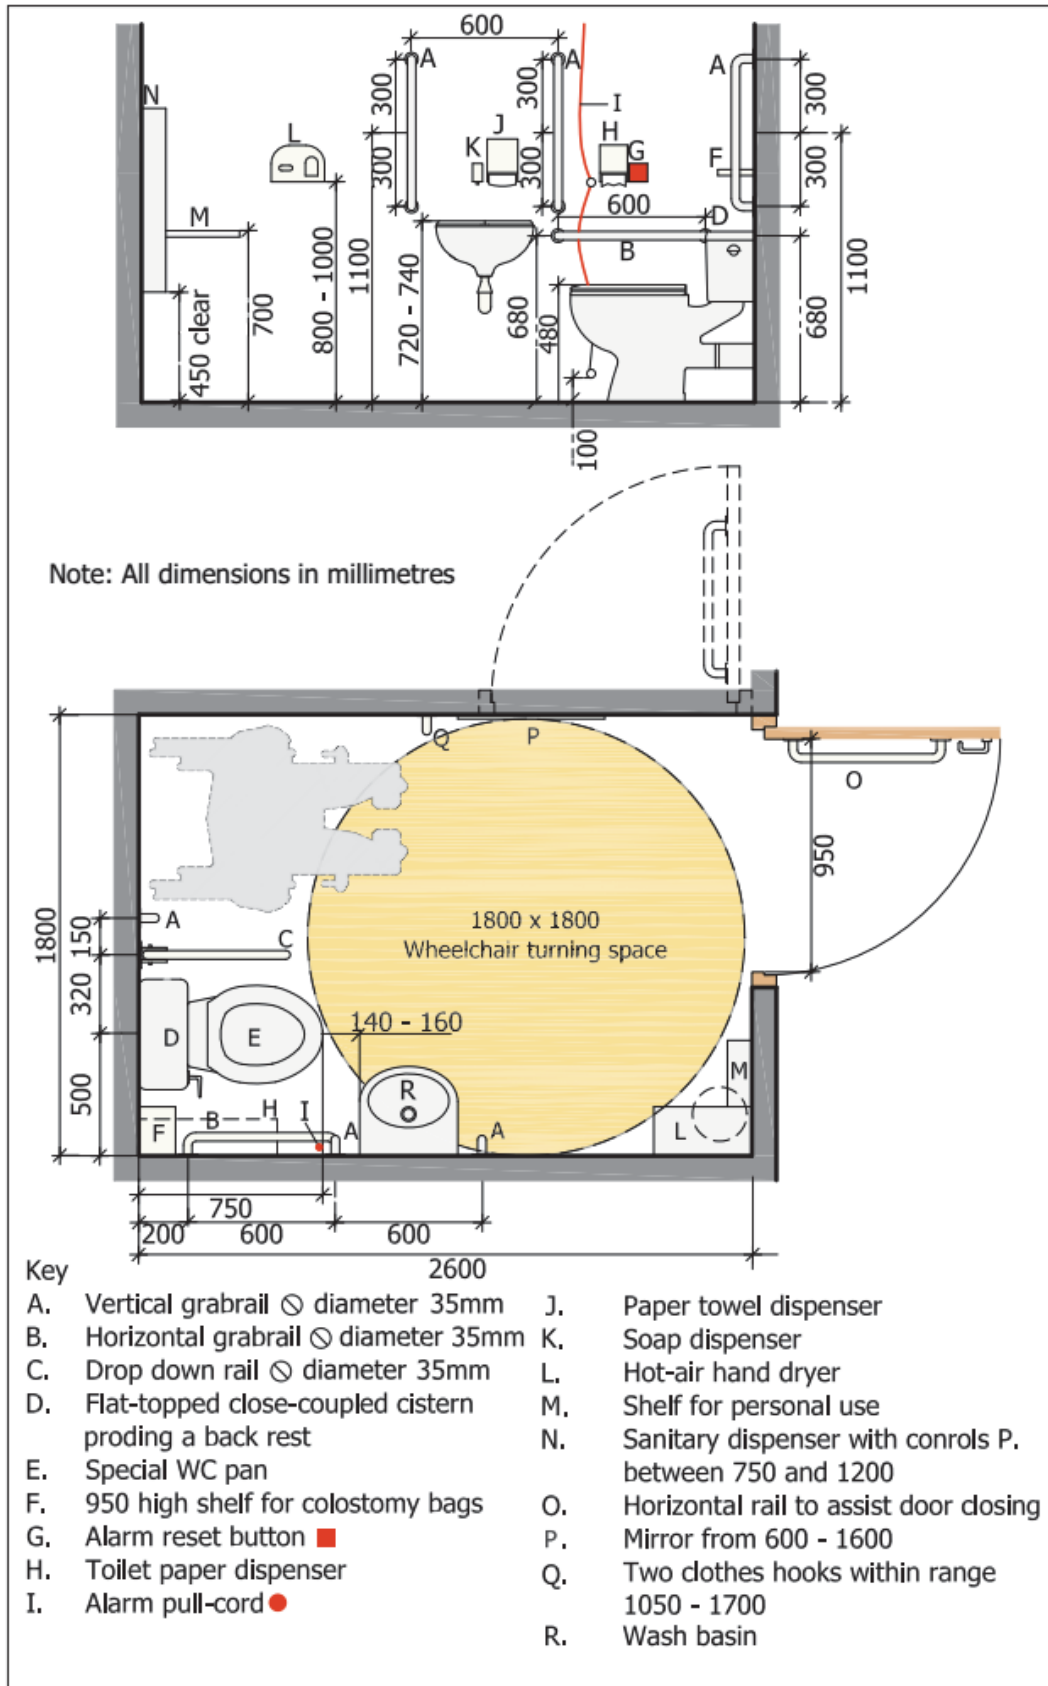 600
A
A
A
N
300
300
300
I
L
J
H
K
G
F
300
300
300
M
600
D
B
450 clear
700
800 - 1000
1100
720 - 740
680
480
100
680
1100
Note: All dimensions in millimetres
Q
P
O
950
1800
150
A
C
1800 x 1800
Wheelchair turning space
320
140 - 160
D
E
R
M
500
F
B
H
I
A
A
L
750
200
600
600
2600
Key
A. Vertical grabrail ⦸ diameter 35mm
B. Horizontal grabrail ⦸ diameter 35mm
C. Drop down rail ⦸ diameter 35mm
D. Flat-topped close-coupled cistern
proding a back rest
E. Special WC pan
F. 950 high shelf for colostomy bags
G. Alarm reset button
H. Toilet paper dispenser
I. Alarm pull-cord
J. Paper towel dispenser
K. Soap dispenser
L. Hot-air hand dryer
M. Shelf for personal use
N. Sanitary dispenser with conrols P.
between 750 and 1200
O. Horizontal rail to assist door closing
P. Mirror from 600 - 1600
Q. Two clothes hooks within range
1050 - 1700
R. Wash basin